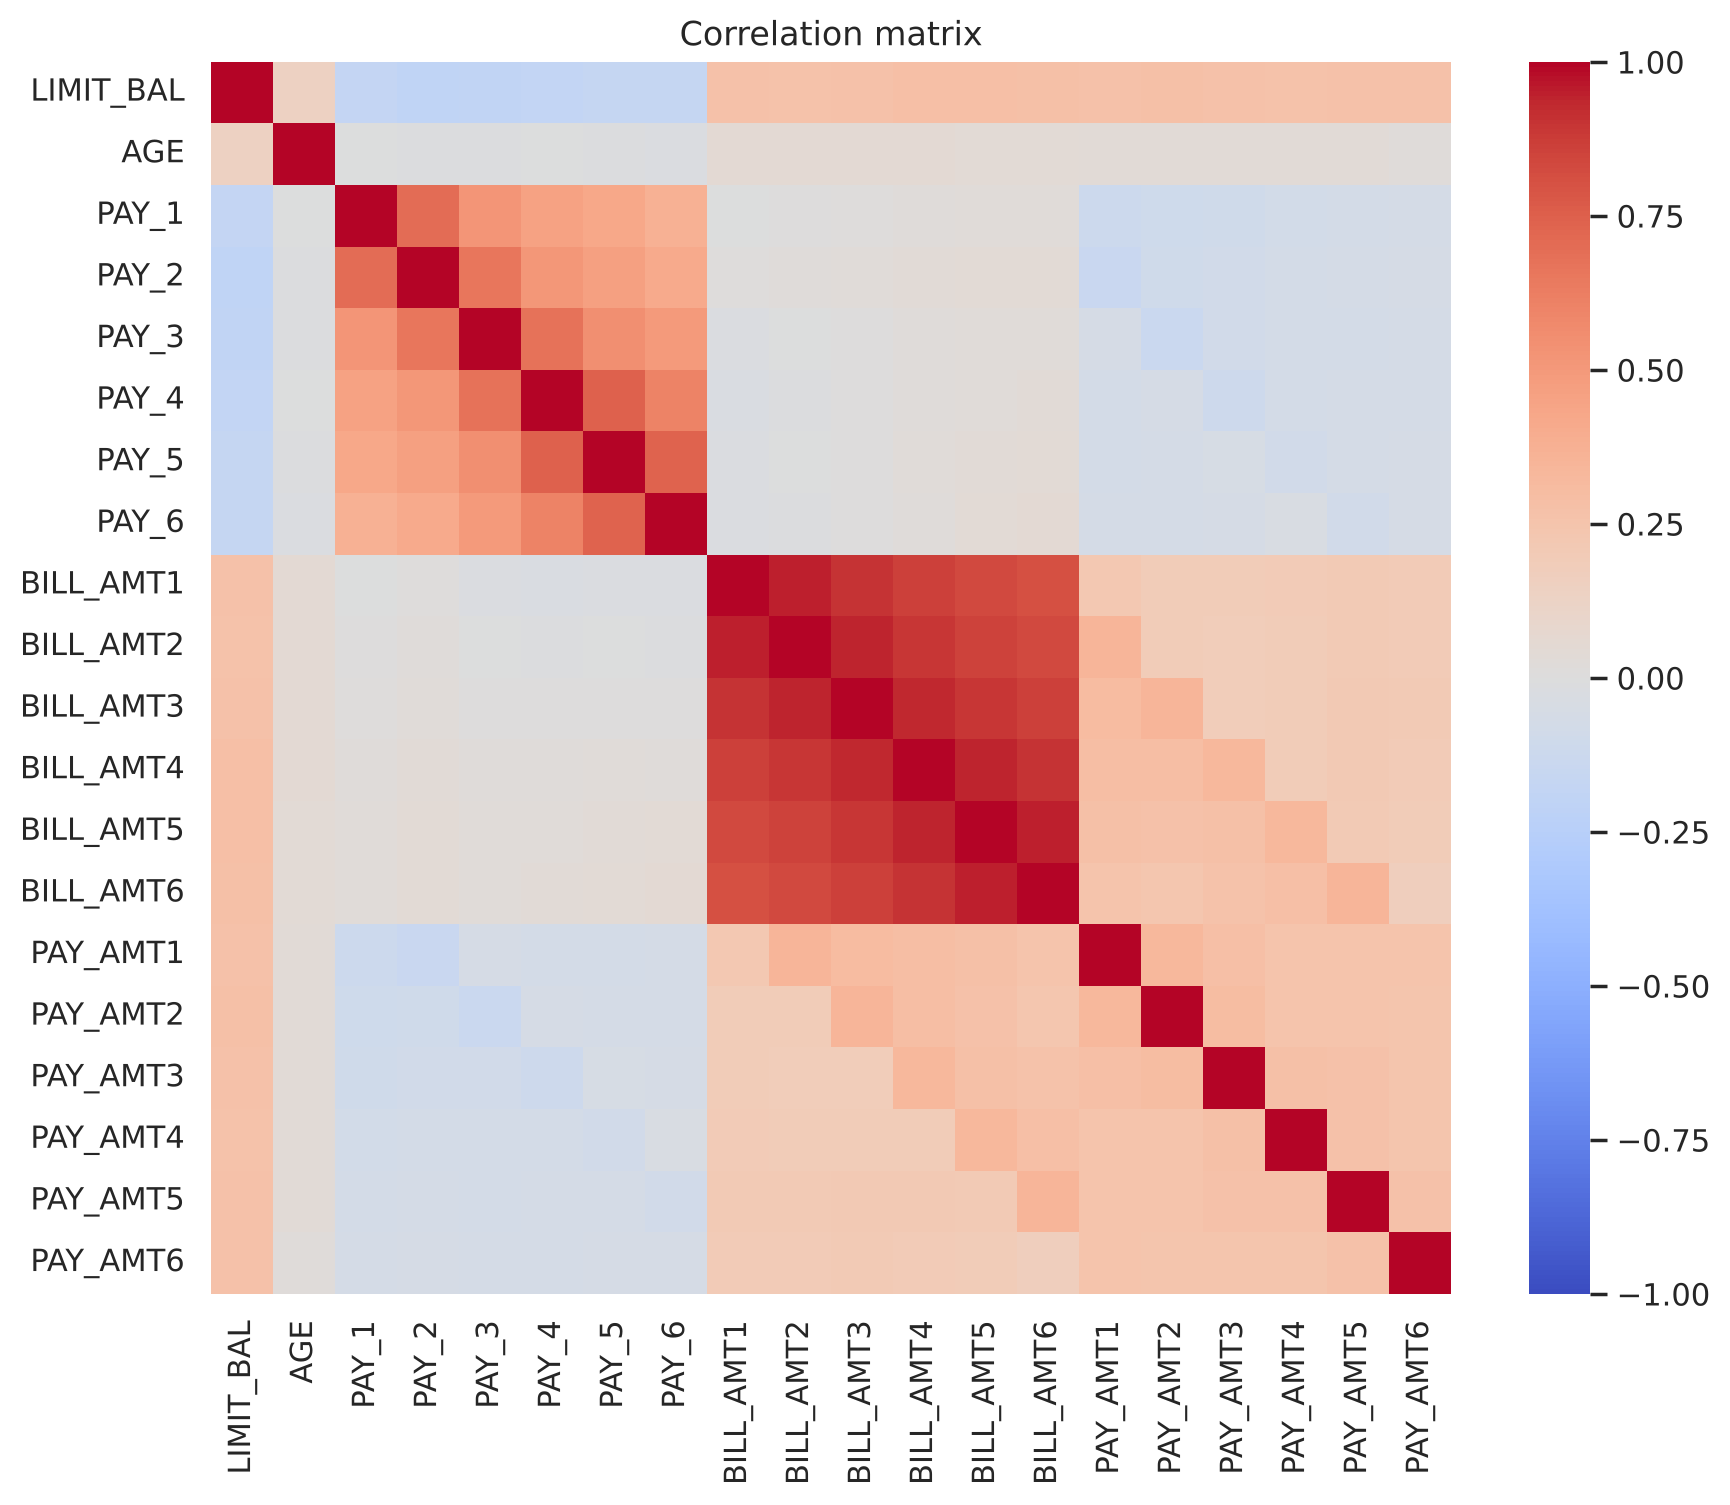 Correlation matrix
LIMIT_BAL
AGE
PAY_1
PAY_2
PAY_3
PAY_4
PAY_5
PAY_6
BILL_AMT1
BILL_AMT2
BILL_AMT3
BILL_AMT4
BILL_AMT5
BILL_AMT6
PAY_AMT1
PAY_AMT2
PAY_AMT3
PAY_AMT4
PAY_AMT5
PAY_AMT6
LIMIT_BAL
AGE
PAY_1
PAY_2
PAY_3
PAY_4
PAY_5
PAY_6
BILL_AMT1
BILL_AMT2
BILL_AMT3
BILL_AMT4
BILL_AMT5
BILL_AMT6
PAY_AMT1
PAY_AMT2
PAY_AMT3
PAY_AMT4
PAY_AMT5
PAY_AMT6
1.00
0.75
0.50
0.25
0.00
−0.25
−0.50
−0.75
−1.00